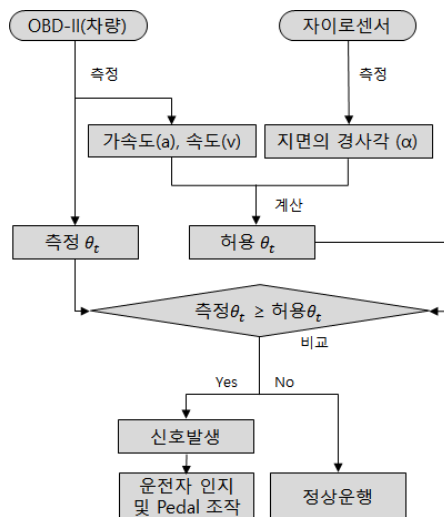 OBD-II(차량)
자이로센서
측정
측정
가속도(a), 속도(v)
지면의 경사각 (α)
계산
측정 θₜ
허용 θₜ
측정θₜ ≥ 허용θₜ
비교
Yes
No
신호발생
운전자 인지
및 Pedal 조작
정상운행